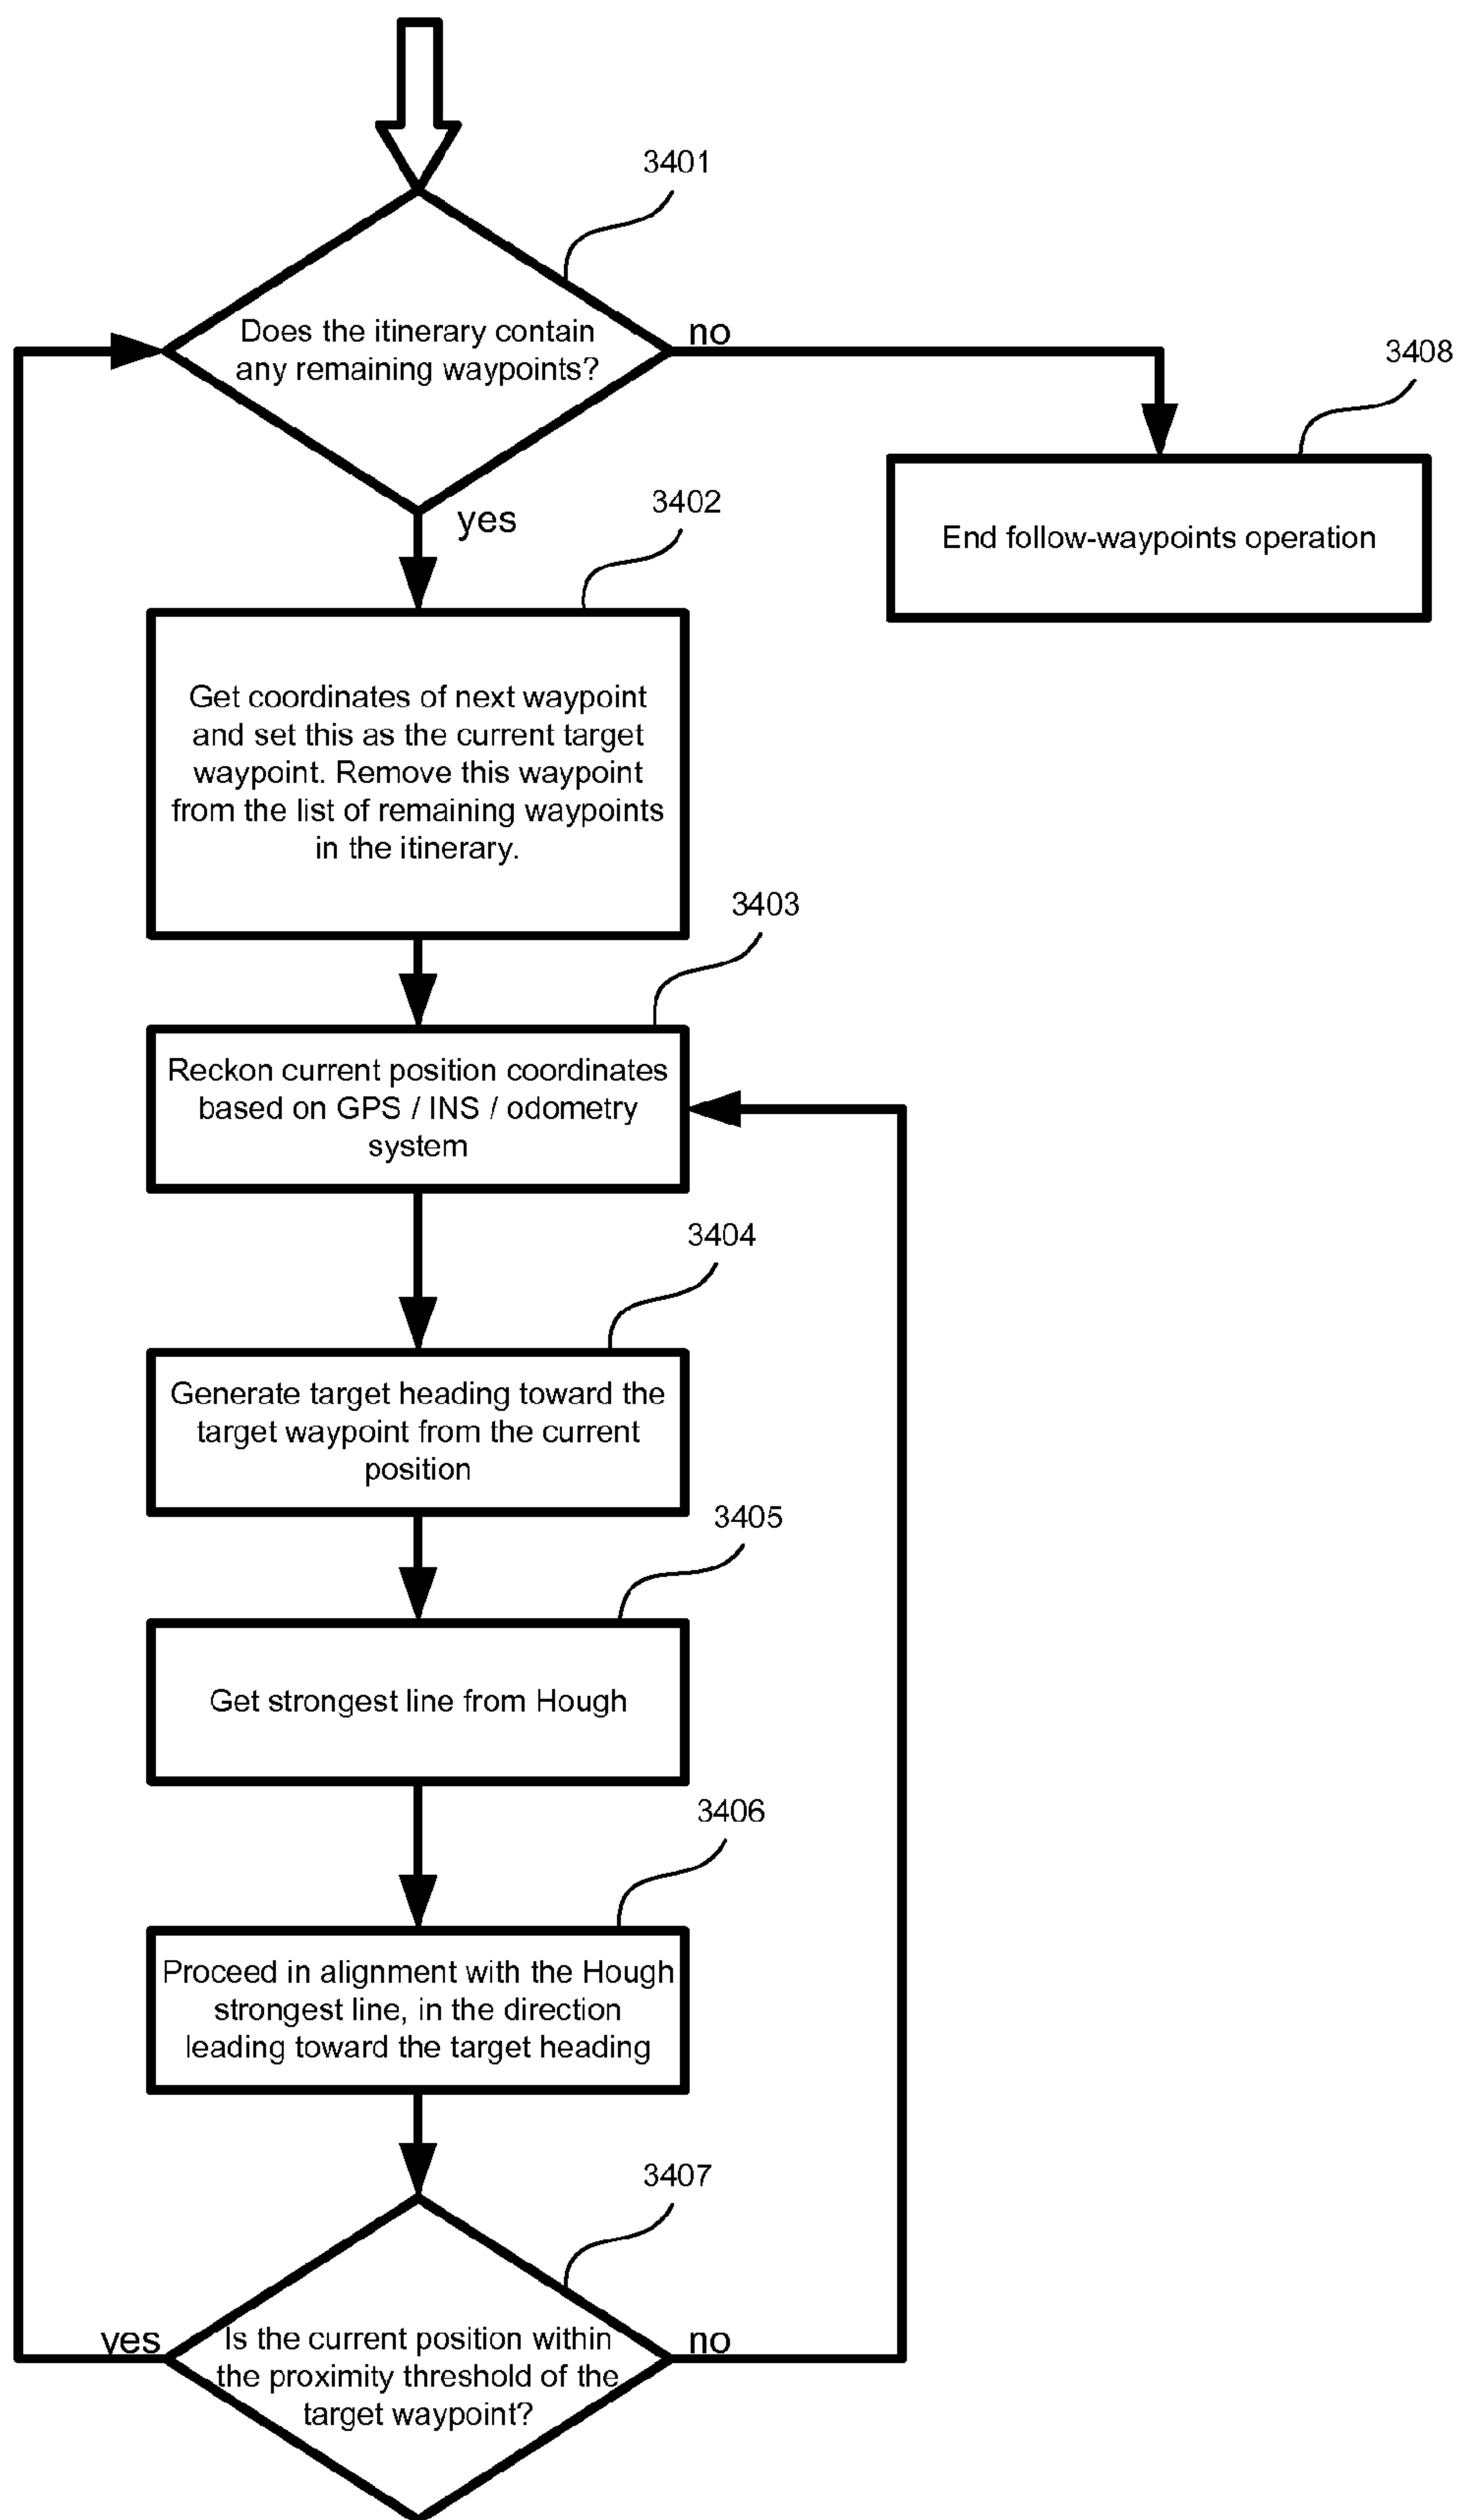 3401
Does the itinerary contain
any remaining waypoints?
no
3408
End follow-waypoints operation
yes
3402
Get coordinates of next waypoint
and set this as the current target
waypoint. Remove this waypoint
from the list of remaining waypoints
in the itinerary.
3403
Reckon current position coordinates
based on GPS / INS / odometry
system
3404
Generate target heading toward the
target waypoint from the current
position
3405
Get strongest line from Hough
3406
Proceed in alignment with the Hough
strongest line, in the direction
leading toward the target heading
3407
yes
Is the current position within
the proximity threshold of the
target waypoint?
no